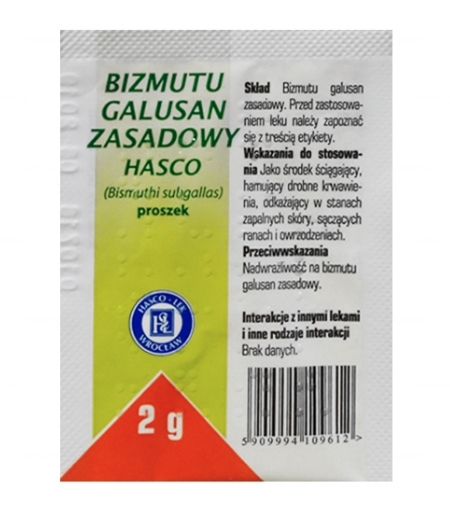 BIZMUTU
GALUSAN
ZASADOWY
HASCO
(Bismuthi subgallas)
proszek
HASCO - LEK
WROCŁAW
2 g
Skład Bizmutu galusan
zasadowy. Przed zastosowa-
niem leku należy zapoznać
się z treścią etykiety.
Wskazania do stosowa-
nia Jako środek ściągający,
hamujący drobne krwawie-
nia, odkażający w stanach
zapalnych skóry, sączących
ranach i owrzodzeniach.
Przeciwwskazania
Nadwrażliwość na bizmutu
galusan zasadowy.
Interakcje z innymi lekami
i inne rodzaje interakcji
Brak danych.
5 909994 109612 >